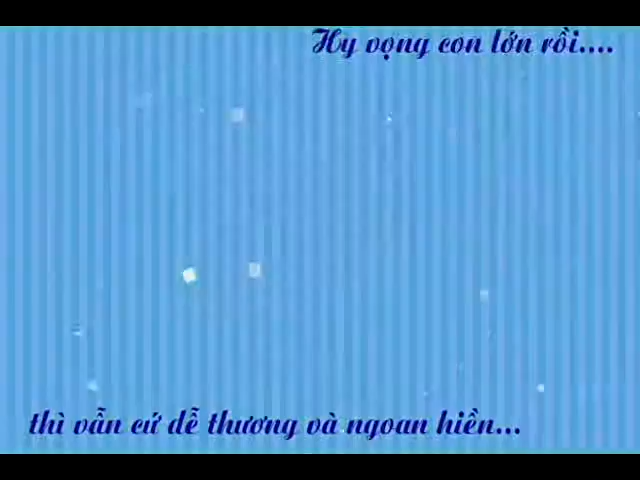 Hy vọng con lớn rồi....
thì vẫn cứ dễ thương và ngoan hiền...